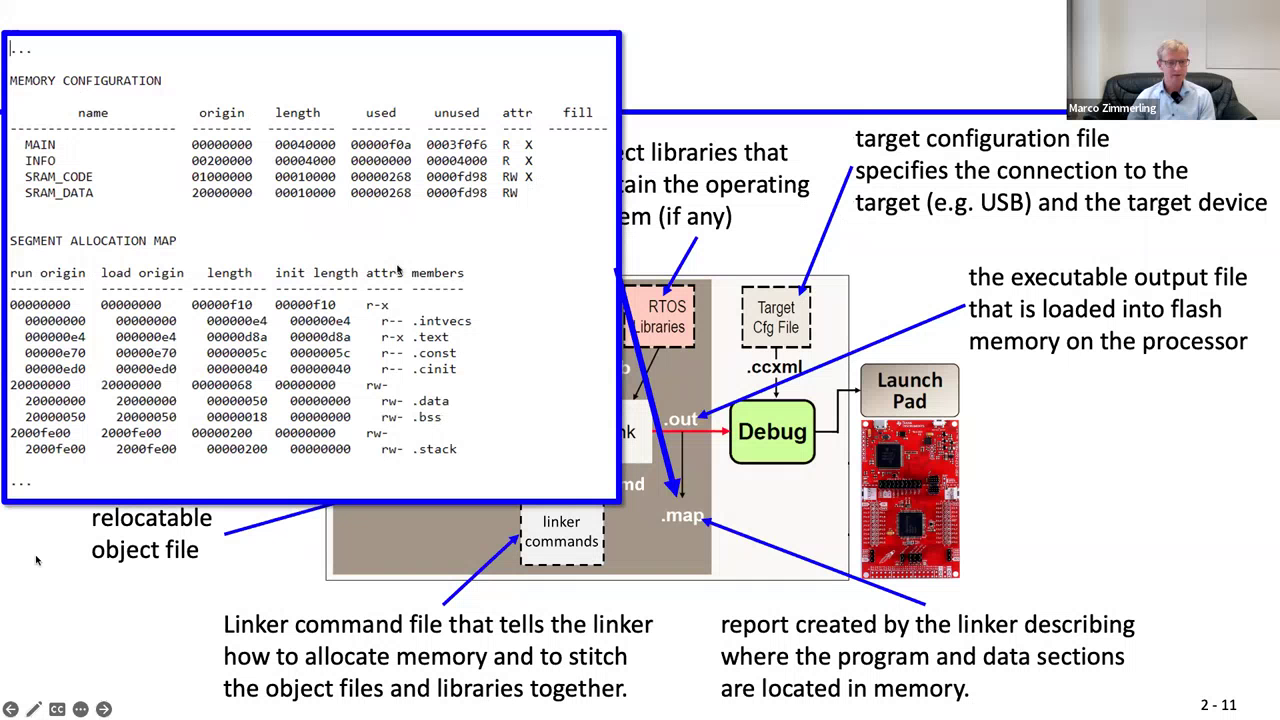 ...
MEMORY CONFIGURATION
name origin length used unused attr fill
---------------------- -------- --------- -------- -------- ---- --------
MAIN 00000000 00040000 00000f0a 0003f0f6 R X
INFO 00200000 00004000 00000000 00004000 R X
SRAM_CODE 01000000 00010000 00000268 0000fd98 RW X
SRAM_DATA 20000000 00010000 00000268 0000fd98 RW
SEGMENT ALLOCATION MAP
run origin load origin length init length attrs members
---------- ----------- ---------- ----------- ----- -------
00000000 00000000 00000f10 00000f10 r-x
00000000 00000000 000000e4 000000e4 r-- .intvecs
000000e4 000000e4 00000d8a 00000d8a r-x .text
00000e70 00000e70 0000005c 0000005c r-- .const
00000ed0 00000ed0 00000040 00000040 r-- .cinit
20000000 20000000 00000068 00000000 rw-
20000000 20000000 00000050 00000000 rw- .data
20000050 20000050 00000018 00000000 rw- .bss
2000fe00 2000fe00 00000200 00000000 rw-
2000fe00 2000fe00 00000200 00000000 rw- .stack
...
Marco Zimmerling
ect libraries that
tain the operating
em (if any)
target configuration file
specifies the connection to the
target (e.g. USB) and the target device
the executable output file
that is loaded into flash
memory on the processor
RTOS
Libraries
Target
Cfg File
.ccxml
Launch
Pad
.out
Debug
nk
md
.map
relocatable
object file
linker
commands
Linker command file that tells the linker
how to allocate memory and to stitch
the object files and libraries together.
report created by the linker describing
where the program and data sections
are located in memory.
2 - 11